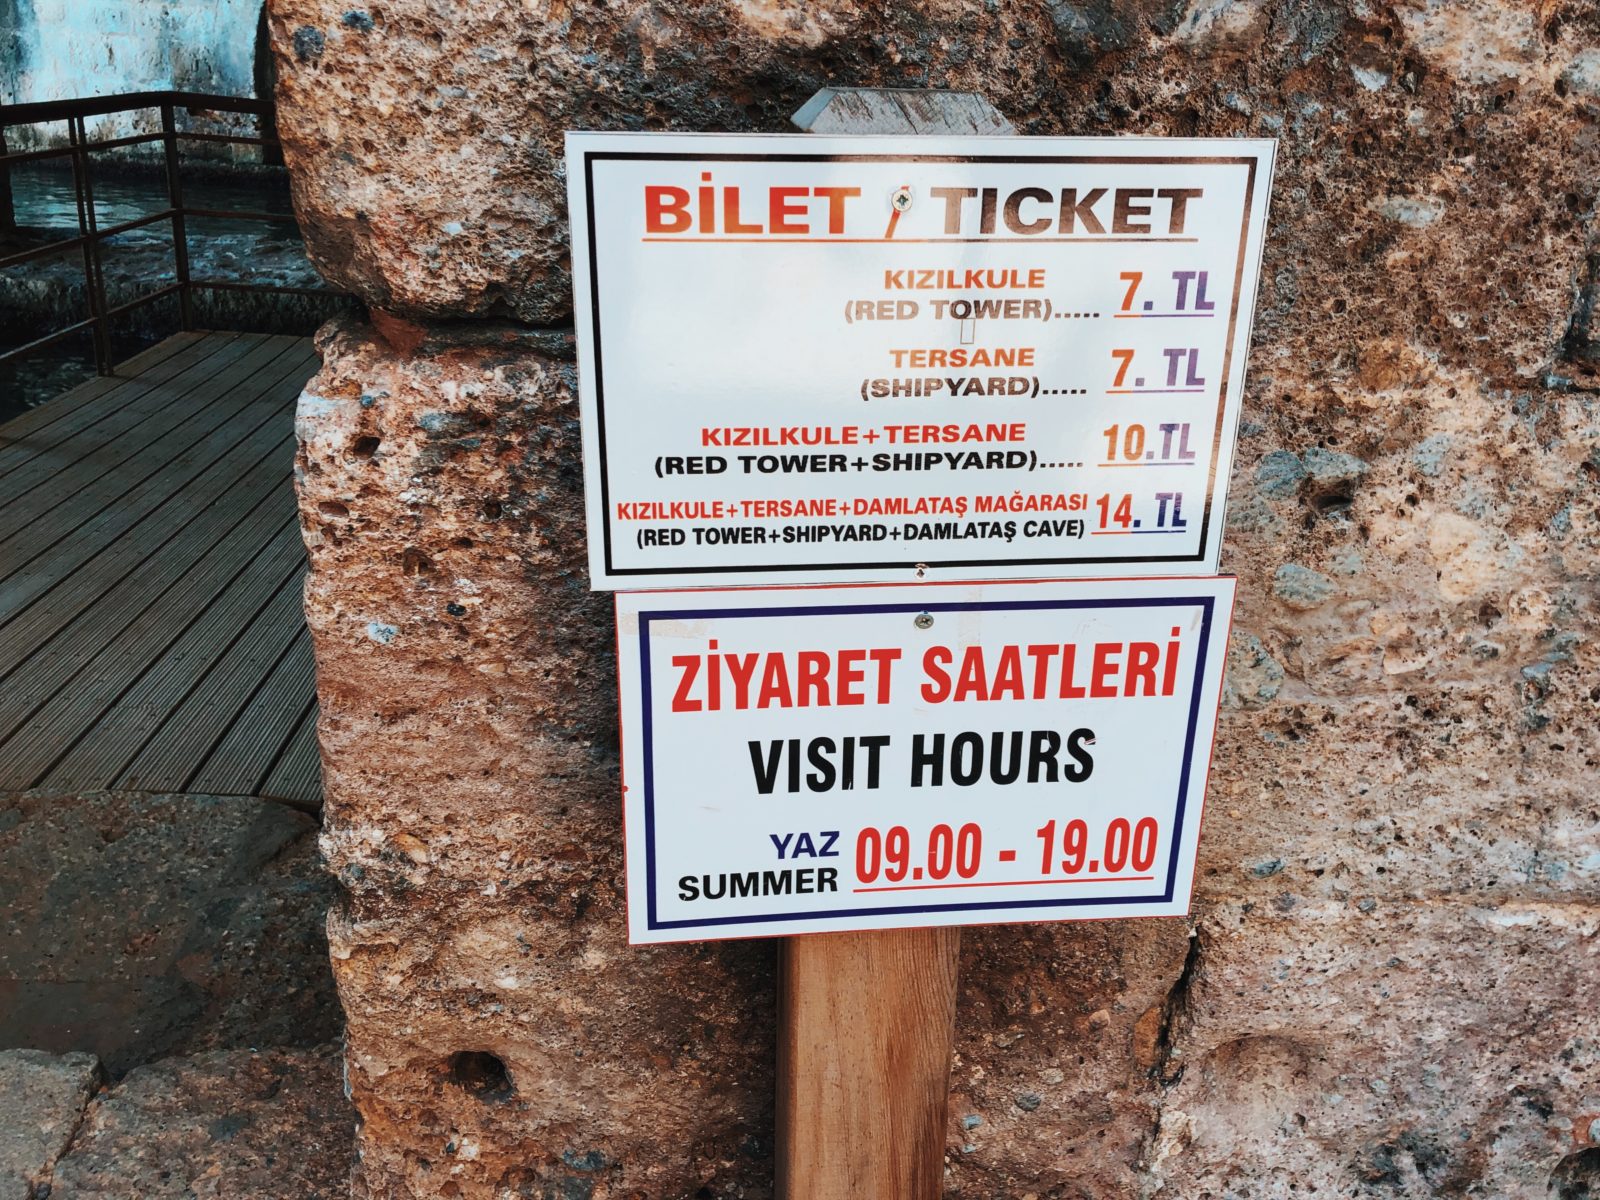 BİLET / TICKET
KIZILKULE
(RED TOWER)..... 7. TL
TERSANE
(SHIPYARD)..... 7. TL
KIZILKULE+TERSANE
(RED TOWER+SHIPYARD)..... 10.TL
KIZILKULE+TERSANE+DAMLATAŞ MAĞARASI
(RED TOWER+SHIPYARD+DAMLATAŞ CAVE) 14. TL
ZİYARET SAATLERİ
VISIT HOURS
YAZ
SUMMER 09.00 - 19.00